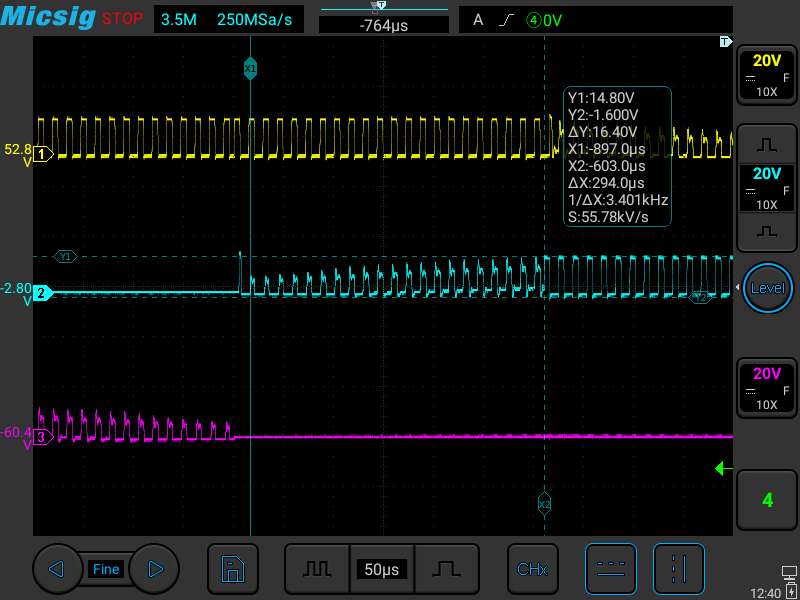 Micsig STOP 3.5M 250MSa/s -764µs T A ④0V
T
X1
20V
F
10X
Y1:14.80V
Y2:-1.600V
ΔY:16.40V
X1:-897.0µs
X2:-603.0µs
ΔX:294.0µs
1/ΔX:3.401kHz
S:55.78kV/s
52.8
V
1
20V
F
10X
Y1
-2.80
V
2
Y2
Level
20V
F
10X
-60.4
V
3
X2
4
Fine
50µs
CHx
12:40